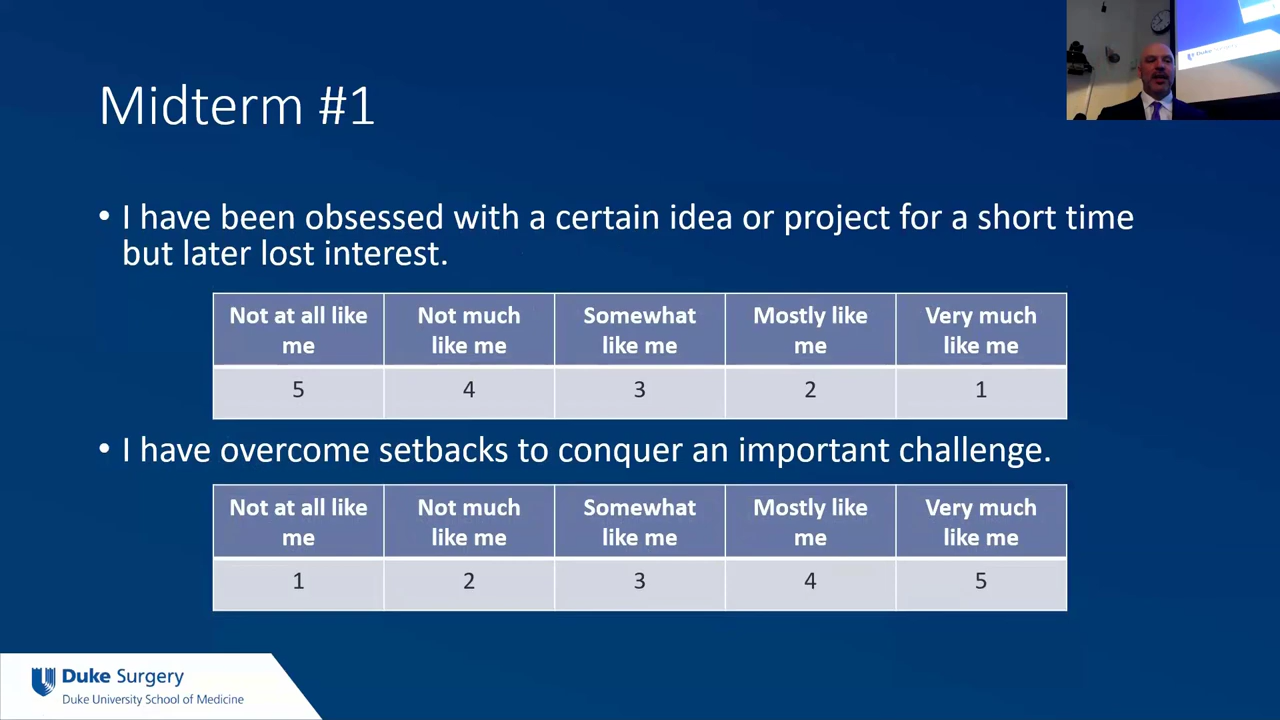 Midterm #1
• I have been obsessed with a certain idea or project for a short time
but later lost interest.
Not at all like me | Not much like me | Somewhat like me | Mostly like me | Very much like me
5 | 4 | 3 | 2 | 1
• I have overcome setbacks to conquer an important challenge.
Not at all like me | Not much like me | Somewhat like me | Mostly like me | Very much like me
1 | 2 | 3 | 4 | 5
Duke Surgery
Duke University School of Medicine
Duke Surgery